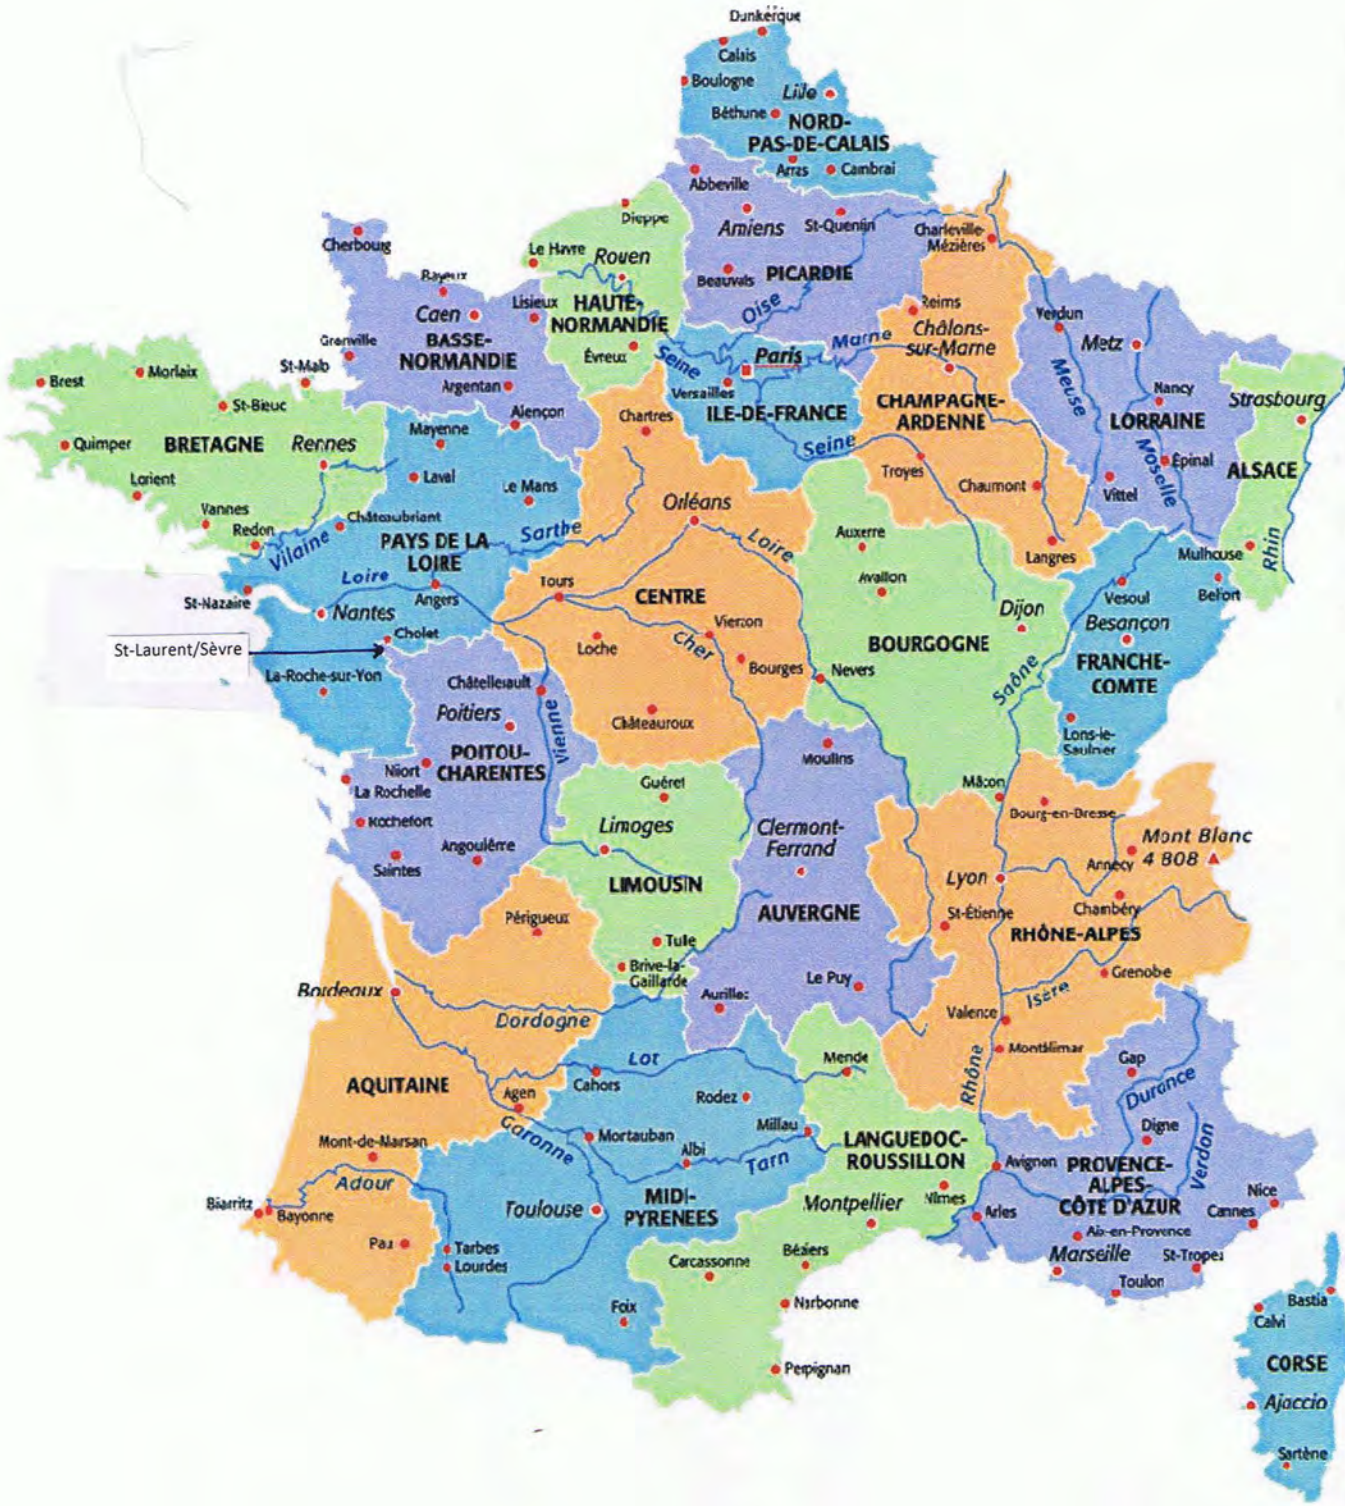 Dunkerque
Calais
Boulogne
Lille
Béthune
NORD-
PAS-DE-CALAIS
Arras
Cambrai
Abbeville
Dieppe
Amiens
St-Quentin
Charleville-
Mézières
Cherbourg
Le Havre
Rouen
Beauvais
PICARDIE
Bayeux
Lisieux
HAUTE-
NORMANDIE
Oise
Reims
Caen
Verdun
BASSE-
NORMANDIE
Granville
Évreux
Seine
Paris
Marne
Châlons-
sur-Marne
Metz
Meuse
St-Malo
Morlaix
Brest
Argentan
Versailles
Nancy
St-Bieuc
Alençon
Chartres
ILE-DE-FRANCE
CHAMPAGNE-
ARDENNE
LORRAINE
Strasbourg
Quimper
BRETAGNE
Rennes
Mayenne
Seine
Troyes
Épinal
Moselle
ALSACE
Lorient
Laval
Le Mans
Chaumont
Vittel
Vannes
Redon
Châteaubriant
Orléans
Vilaine
PAYS DE LA
LOIRE
Sarthe
Loire
Auxerre
Langres
Mulhouse
Rhin
St-Nazaire
Loire
Angers
Tours
CENTRE
Avallon
Vesoul
Belfort
Nantes
Dijon
Besançon
Cholet
Vierzon
St-Laurent/Sèvre
Loche
Cher
BOURGOGNE
FRANCHE-
COMTE
La-Roche-sur-Yon
Châtellerault
Bourges
Nevers
Saône
Poitiers
Vienne
Châteauroux
Lons-le-
Saulnier
POITOU-
CHARENTES
Moulins
Niort
La Rochelle
Guéret
Mâcon
Bourg-en-Bresse
Rochefort
Limoges
Clermont-
Ferrand
Mont Blanc
4 808
Angoulême
Saintes
Annecy
LIMOUSIN
Lyon
AUVERGNE
Chambéry
Périgueux
St-Étienne
RHÔNE-ALPES
Tulle
Brive-la-
Gaillarde
Grenoble
Le Puy
Bordeaux
Aurillac
Isère
Dordogne
Valence
Lot
Mende
Montélimar
Gap
AQUITAINE
Cahors
Rhône
Durance
Agen
Rodez
Garonne
Mont-de-Marsan
Montauban
Millau
Digne
Albi
Tarn
LANGUEDOC-
ROUSSILLON
Avignon
PROVENCE-
ALPES-
CÔTE D'AZUR
Verdon
Adour
Biarritz
Bayonne
Toulouse
MIDI-
PYRENEES
Montpellier
Nîmes
Arles
Nice
Cannes
Aix-en-Provence
Pau
Tarbes
Lourdes
Carcassonne
Béziers
Marseille
St-Tropez
Toulon
Foix
Narbonne
Bastia
Calvi
Perpignan
CORSE
Ajaccio
Sartène